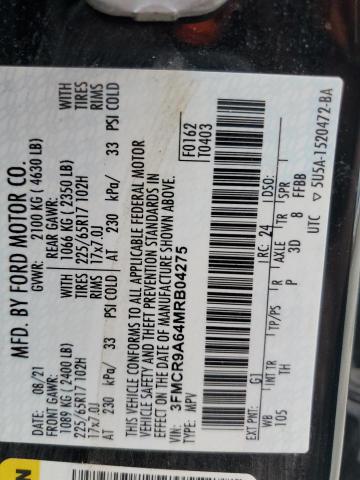 MFD. BY FORD MOTOR CO.
DATE: 08/21 GVWR: 2100 KG ( 4630 LB)
1089 KG ( 2400 LB) REAR GAWR: 1066 KG ( 2350 LB) WITH
225/65R17 102H 225/65R17 102H TIRES
17x7.0J 17x7.0J RIMS
AT 230 kPa/ 33 PSI AT 230 kPa/ 33 PSI COLD
THIS VEHICLE CONFORMS TO ALL APPLICABLE FEDERAL MOTOR
VEHICLE SAFETY AND THEFT PREVENTION STANDARDS IN
EFFECT ON THE DATE OF MANUFACTURE SHOWN ABOVE.
3FMCR9A64MRB04275
TYPE: MPV
F0162
T0403
EXT PNT: G1 RC: 24 DSO:
WB INT TR TP/PS R AXLE TR SPR
105 TH P 3D 8 FFBB
UTC ▽ 5U5A-1520472-BA